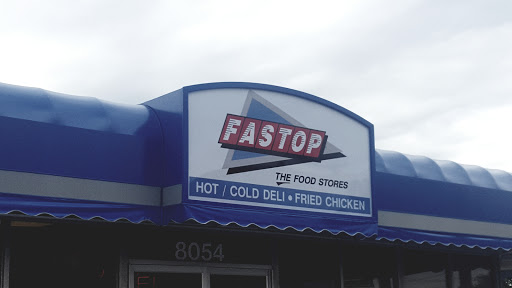 FASTOP
THE FOOD STORES
HOT / COLD DELI • FRIED CHICKEN
8054